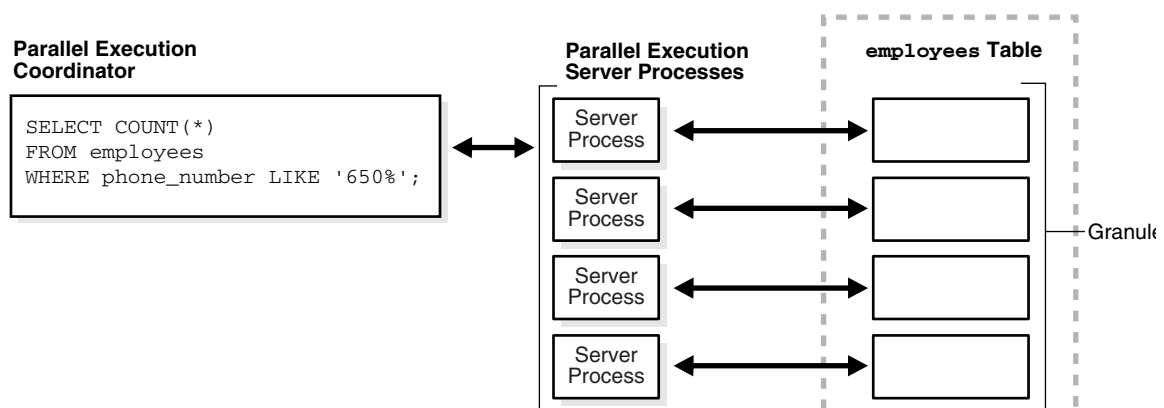 Parallel Execution
Coordinator
SELECT COUNT(*)
FROM employees
WHERE phone_number LIKE '650%';
Parallel Execution
Server Processes
employees Table
Server
Process
Server
Process
Server
Process
Server
Process
Granule